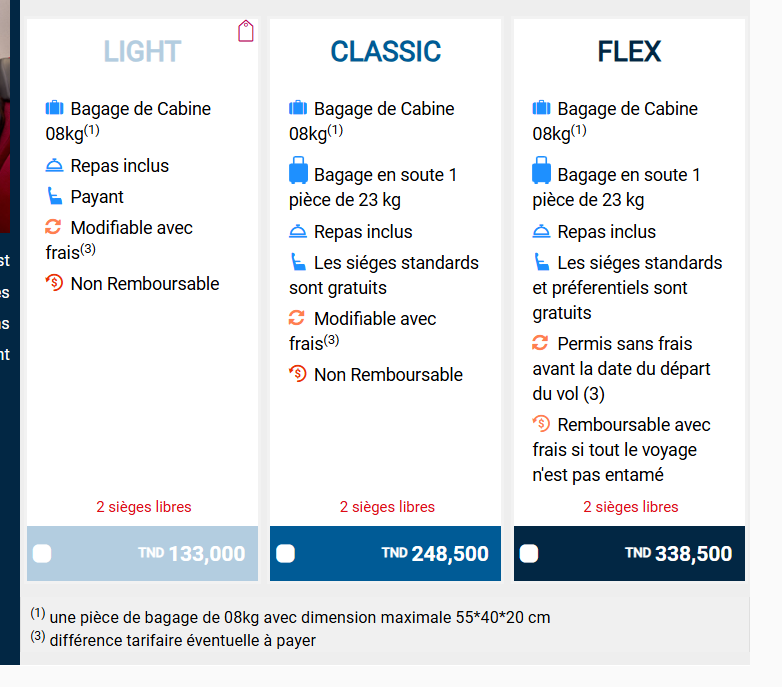 LIGHT
Bagage de Cabine
08kg(1)
Repas inclus
Payant
Modifiable avec
frais(3)
Non Remboursable
2 sièges libres
TND 133,000
CLASSIC
Bagage de Cabine
08kg(1)
Bagage en soute 1
pièce de 23 kg
Repas inclus
Les siéges standards
sont gratuits
Modifiable avec
frais(3)
Non Remboursable
2 sièges libres
TND 248,500
FLEX
Bagage de Cabine
08kg(1)
Bagage en soute 1
pièce de 23 kg
Repas inclus
Les siéges standards
et préferentiels sont
gratuits
Permis sans frais
avant la date du départ
du vol (3)
Remboursable avec
frais si tout le voyage
n'est pas entamé
2 sièges libres
TND 338,500
(1) une pièce de bagage de 08kg avec dimension maximale 55*40*20 cm
(3) différence tarifaire éventuelle à payer